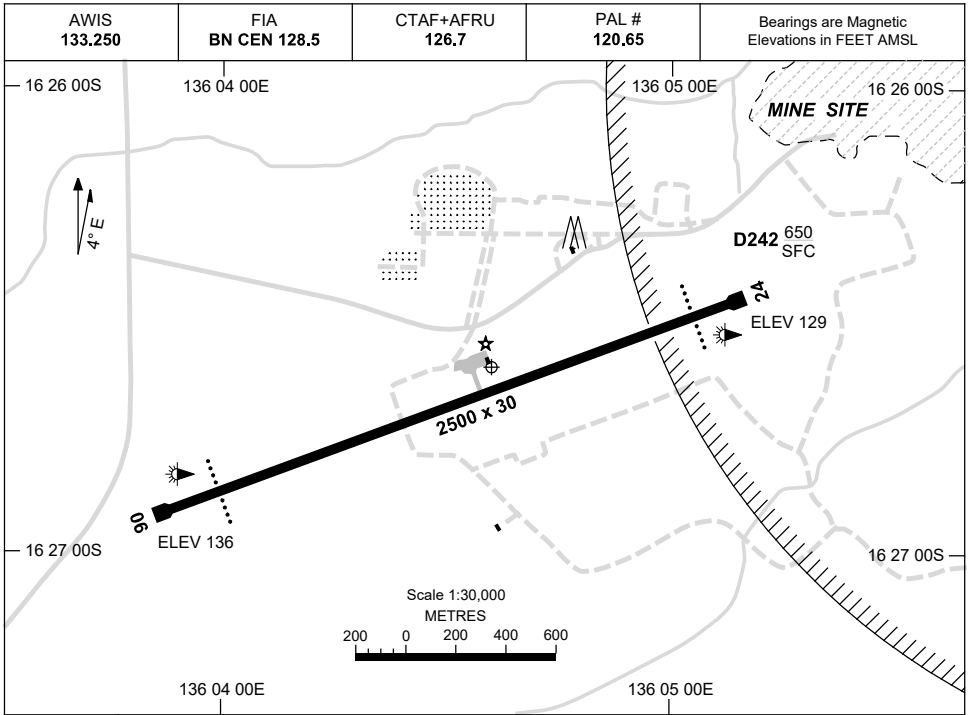 AWIS
133.250
FIA
BN CEN 128.5
CTAF+AFRU
126.7
PAL #
120.65
Bearings are Magnetic
Elevations in FEET AMSL
16 26 00S
136 04 00E
136 05 00E
16 26 00S
MINE SITE
4° E
D242 650
SFC
24
ELEV 129
2500 x 30
06
ELEV 136
16 27 00S
16 27 00S
Scale 1:30,000
METRES
200 0 200 400 600
136 04 00E
136 05 00E